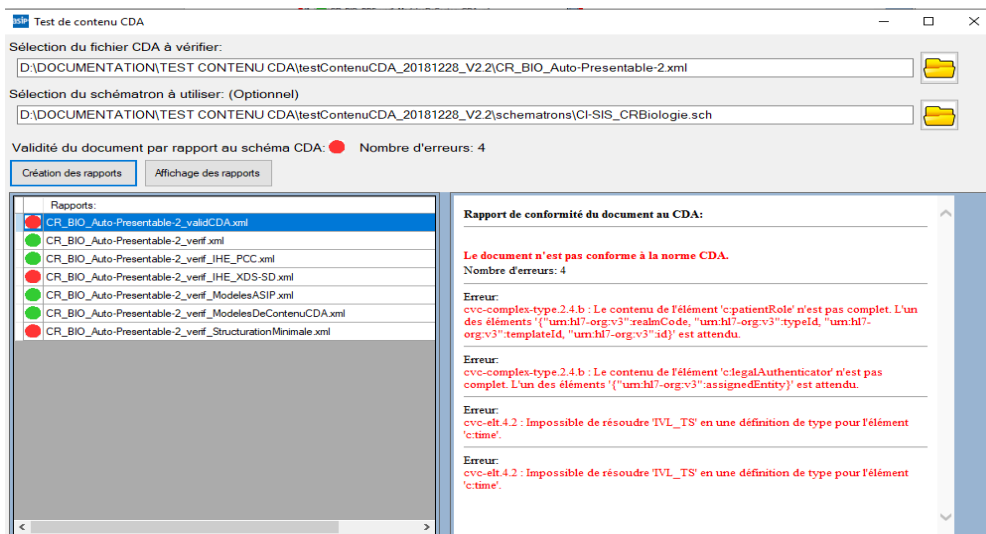 asip Test de contenu CDA
Sélection du fichier CDA à vérifier:
D:\DOCUMENTATION\TEST CONTENU CDA\testContenuCDA_20181228_V2.2\CR_BIO_Auto-Presentable-2.xml
Sélection du schématron à utiliser: (Optionnel)
D:\DOCUMENTATION\TEST CONTENU CDA\testContenuCDA_20181228_V2.2\schematrons\CI-SIS_CRBiologie.sch
Validité du document par rapport au schéma CDA: Nombre d'erreurs: 4
Création des rapports Affichage des rapports
Rapports:
CR_BIO_Auto-Presentable-2_validCDA.xml
CR_BIO_Auto-Presentable-2_verif.xml
CR_BIO_Auto-Presentable-2_verif_IHE_PCC.xml
CR_BIO_Auto-Presentable-2_verif_IHE_XDS-SD.xml
CR_BIO_Auto-Presentable-2_verif_ModelesASIP.xml
CR_BIO_Auto-Presentable-2_verif_ModelesDeContenuCDA.xml
CR_BIO_Auto-Presentable-2_verif_StructurationMinimale.xml
Rapport de conformité du document au CDA:
Le document n'est pas conforme à la norme CDA.
Nombre d'erreurs: 4
Erreur:
cvc-complex-type.2.4.b : Le contenu de l'élément 'c:patientRole' n'est pas complet. L'un
des éléments '{"urn:hl7-org:v3":realmCode, "urn:hl7-org:v3":typeId, "urn:hl7-
org:v3":templateId, "urn:hl7-org:v3":id}' est attendu.
Erreur:
cvc-complex-type.2.4.b : Le contenu de l'élément 'c:legalAuthenticator' n'est pas
complet. L'un des éléments '{"urn:hl7-org:v3":assignedEntity}' est attendu.
Erreur:
cvc-elt.4.2 : Impossible de résoudre 'IVL_TS' en une définition de type pour l'élément
'c:time'.
Erreur:
cvc-elt.4.2 : Impossible de résoudre 'IVL_TS' en une définition de type pour l'élément
'c:time'.